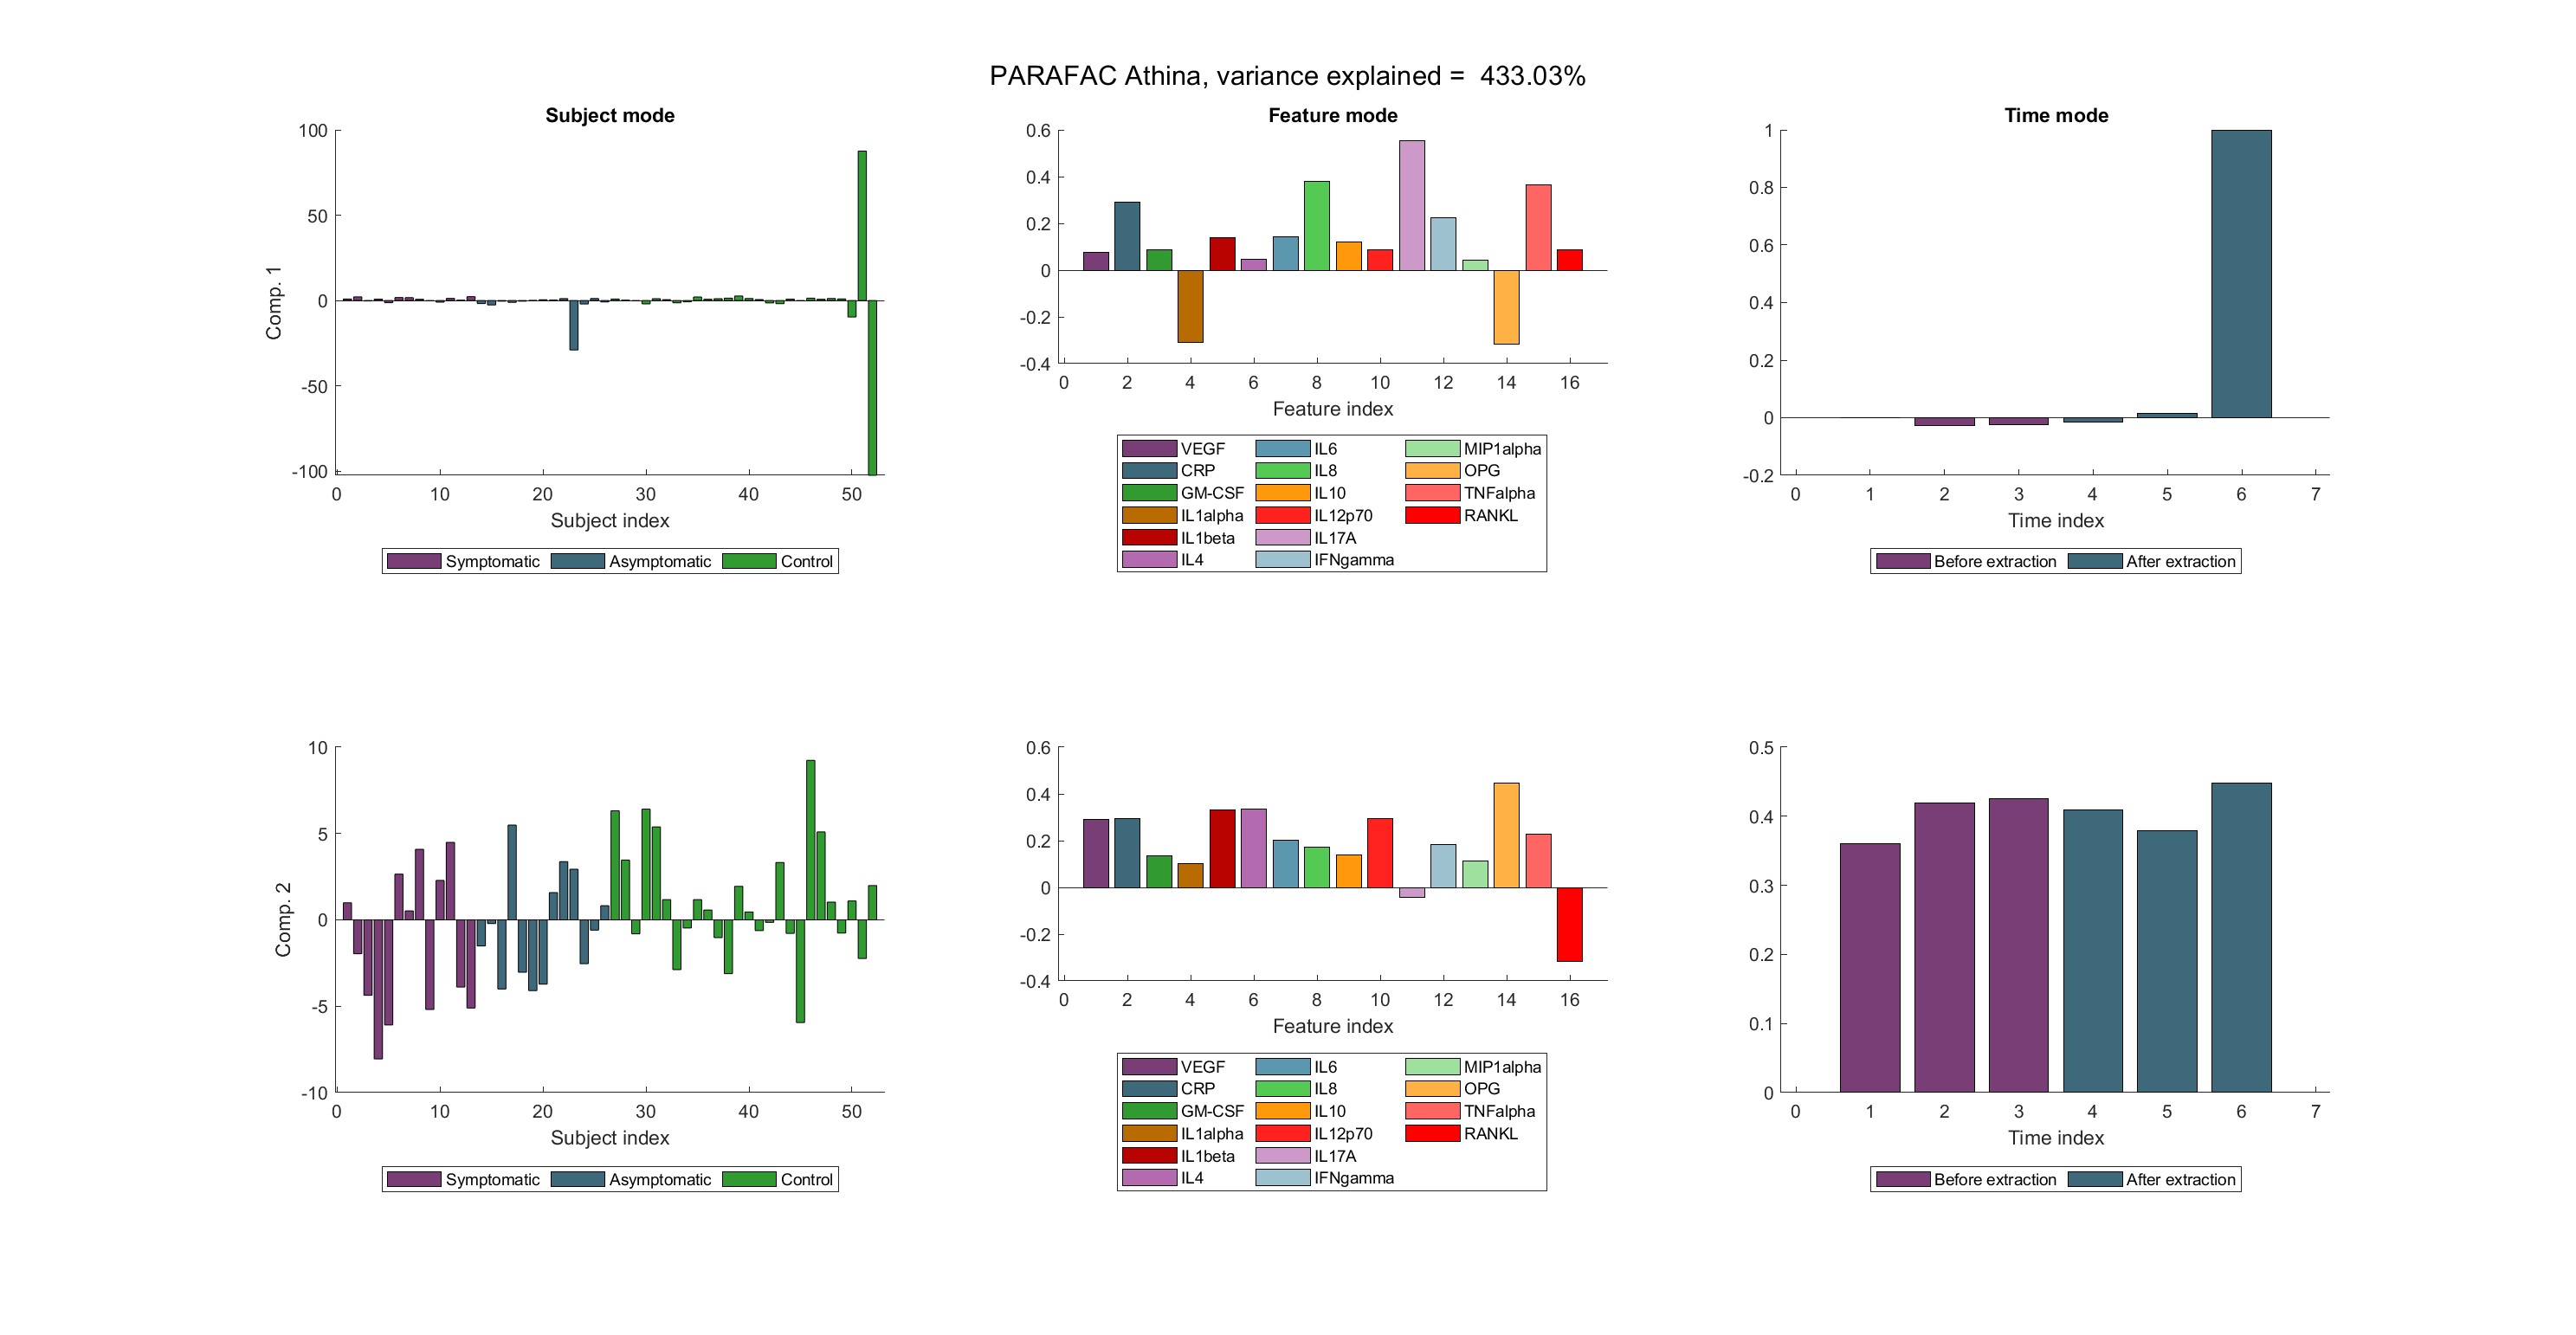 PARAFAC Athina, variance explained =  433.03%
Subject mode
Feature mode
Time mode
Comp. 1
100
50
0
-50
-100
0 10 20 30 40 50
Subject index
Symptomatic Asymptomatic Control
0.6
0.4
0.2
0
-0.2
-0.4
0 2 4 6 8 10 12 14 16
Feature index
VEGF IL6 MIP1alpha
CRP IL8 OPG
GM-CSF IL10 TNFalpha
IL1alpha IL12p70 RANKL
IL1beta IL17A
IL4 IFNgamma
1
0.8
0.6
0.4
0.2
0
-0.2
0 1 2 3 4 5 6 7
Time index
Before extraction After extraction
Comp. 2
10
5
0
-5
-10
0 10 20 30 40 50
Subject index
Symptomatic Asymptomatic Control
0.6
0.4
0.2
0
-0.2
-0.4
0 2 4 6 8 10 12 14 16
Feature index
VEGF IL6 MIP1alpha
CRP IL8 OPG
GM-CSF IL10 TNFalpha
IL1alpha IL12p70 RANKL
IL1beta IL17A
IL4 IFNgamma
0.5
0.4
0.3
0.2
0.1
0
0 1 2 3 4 5 6 7
Time index
Before extraction After extraction